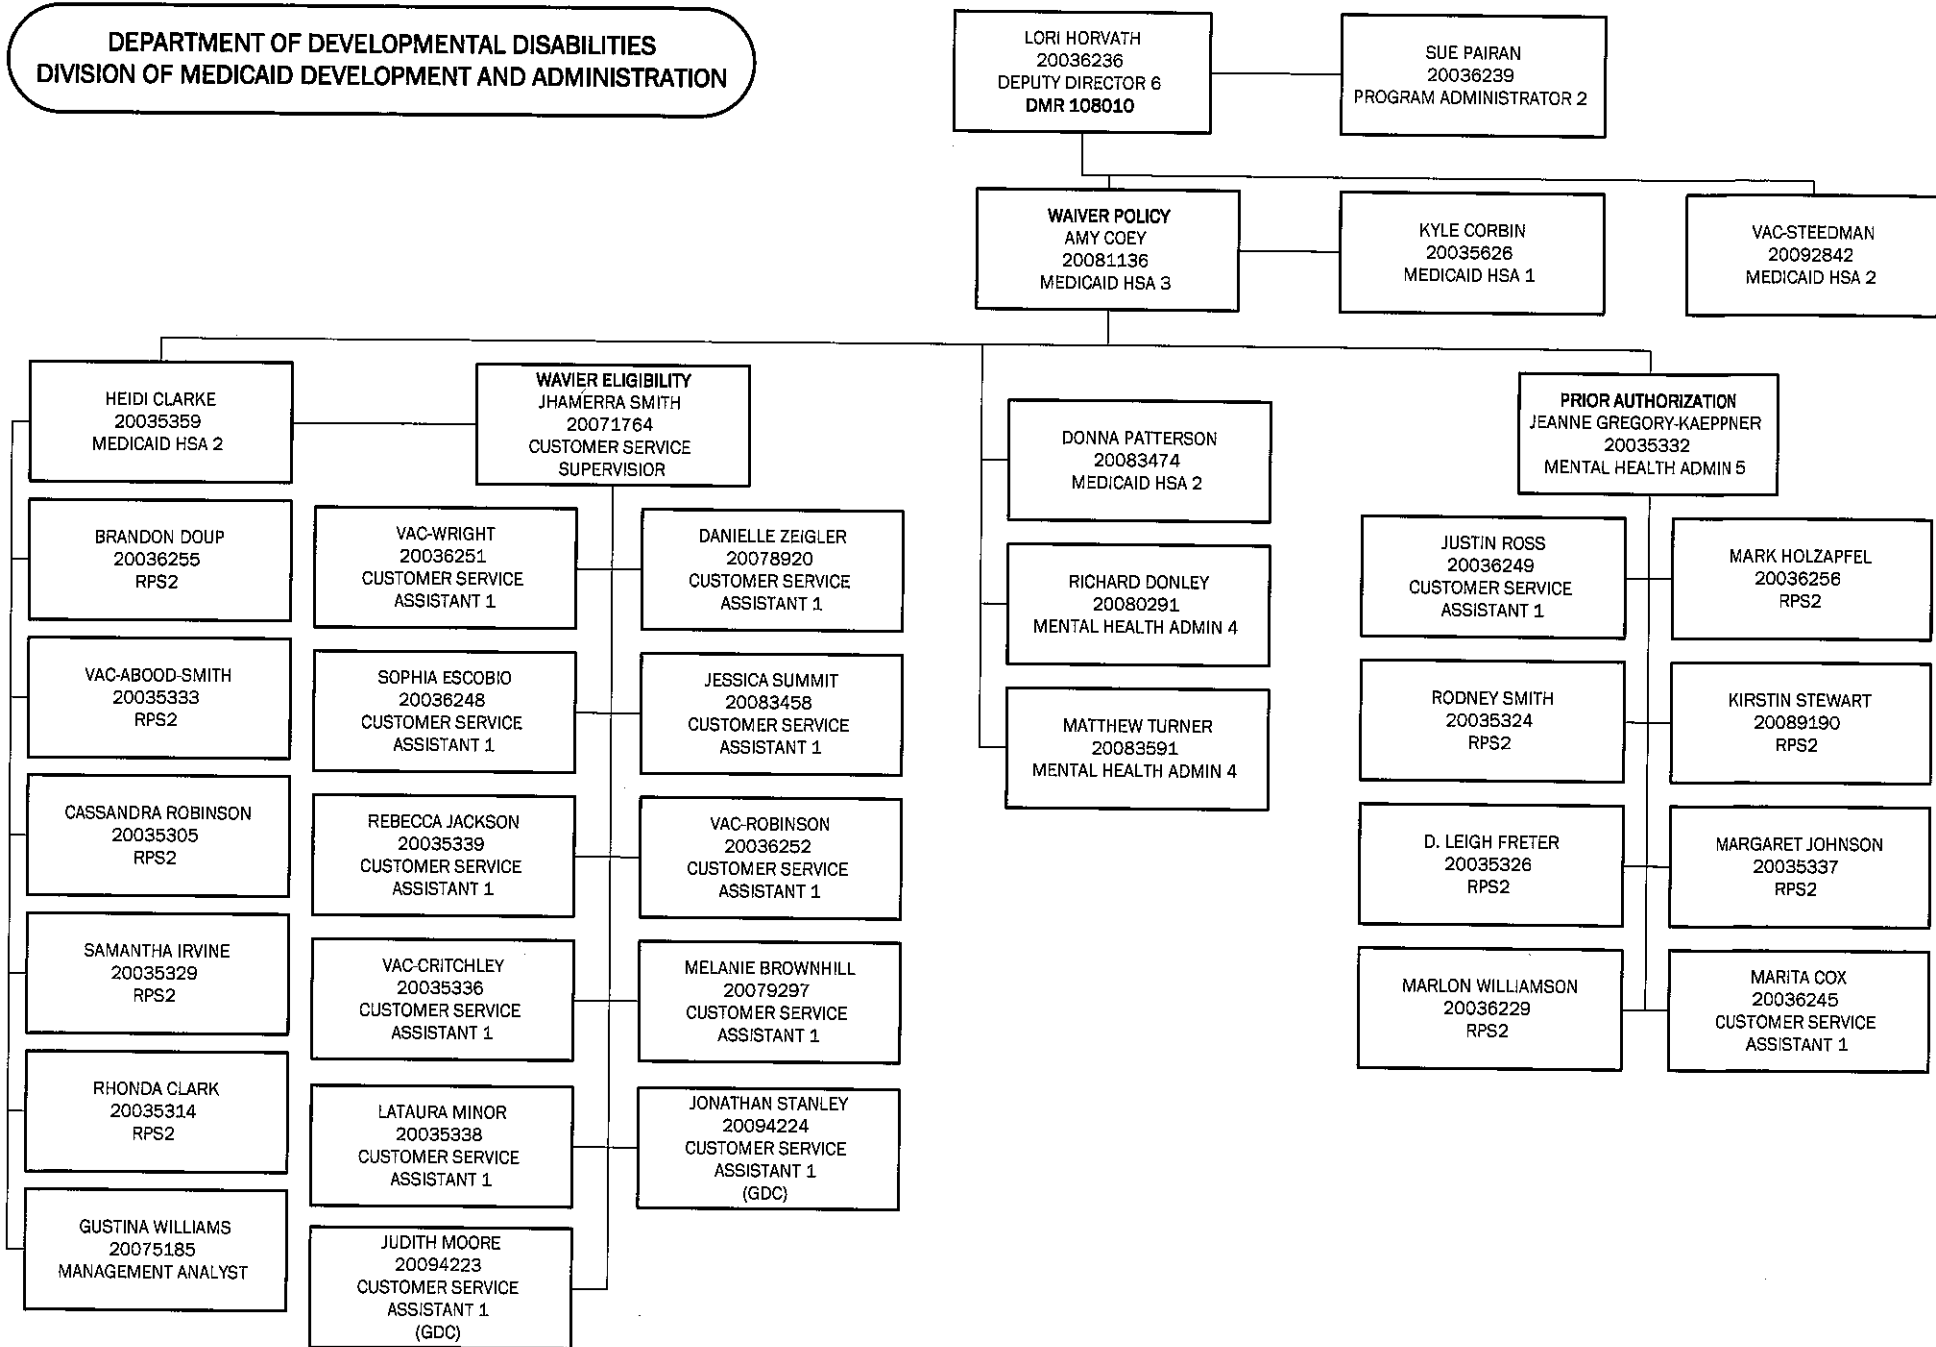 DEPARTMENT OF DEVELOPMENTAL DISABILITIES
DIVISION OF MEDICAID DEVELOPMENT AND ADMINISTRATION
LORI HORVATH
20036236
DEPUTY DIRECTOR 6
DMR 108010
SUE PAIRAN
20036239
PROGRAM ADMINISTRATOR 2
WAIVER POLICY
AMY COEY
20081136
MEDICAID HSA 3
KYLE CORBIN
20035626
MEDICAID HSA 1
VAC-STEEDMAN
20092842
MEDICAID HSA 2
HEIDI CLARKE
20035359
MEDICAID HSA 2
BRANDON DOUP
20036255
RPS2
VAC-ABOOD-SMITH
20035333
RPS2
CASSANDRA ROBINSON
20035305
RPS2
SAMANTHA IRVINE
20035329
RPS2
RHONDA CLARK
20035314
RPS2
GUSTINA WILLIAMS
20075185
MANAGEMENT ANALYST
WAVIER ELIGIBILITY
JHAMERRA SMITH
20071764
CUSTOMER SERVICE
SUPERVISIOR
VAC-WRIGHT
20036251
CUSTOMER SERVICE
ASSISTANT 1
DANIELLE ZEIGLER
20078920
CUSTOMER SERVICE
ASSISTANT 1
SOPHIA ESCOBIO
20036248
CUSTOMER SERVICE
ASSISTANT 1
JESSICA SUMMIT
20083458
CUSTOMER SERVICE
ASSISTANT 1
REBECCA JACKSON
20035339
CUSTOMER SERVICE
ASSISTANT 1
VAC-ROBINSON
20036252
CUSTOMER SERVICE
ASSISTANT 1
VAC-CRITCHLEY
20035336
CUSTOMER SERVICE
ASSISTANT 1
MELANIE BROWNHILL
20079297
CUSTOMER SERVICE
ASSISTANT 1
LATAURA MINOR
20035338
CUSTOMER SERVICE
ASSISTANT 1
JONATHAN STANLEY
20094224
CUSTOMER SERVICE
ASSISTANT 1
(GDC)
JUDITH MOORE
20094223
CUSTOMER SERVICE
ASSISTANT 1
(GDC)
DONNA PATTERSON
20083474
MEDICAID HSA 2
RICHARD DONLEY
20080291
MENTAL HEALTH ADMIN 4
MATTHEW TURNER
20083591
MENTAL HEALTH ADMIN 4
PRIOR AUTHORIZATION
JEANNE GREGORY-KAEPPNER
20035332
MENTAL HEALTH ADMIN 5
JUSTIN ROSS
20036249
CUSTOMER SERVICE
ASSISTANT 1
MARK HOLZAPFEL
20036256
RPS2
RODNEY SMITH
20035324
RPS2
KIRSTIN STEWART
20089190
RPS2
D. LEIGH FRETER
20035326
RPS2
MARGARET JOHNSON
20035337
RPS2
MARLON WILLIAMSON
20036229
RPS2
MARITA COX
20036245
CUSTOMER SERVICE
ASSISTANT 1